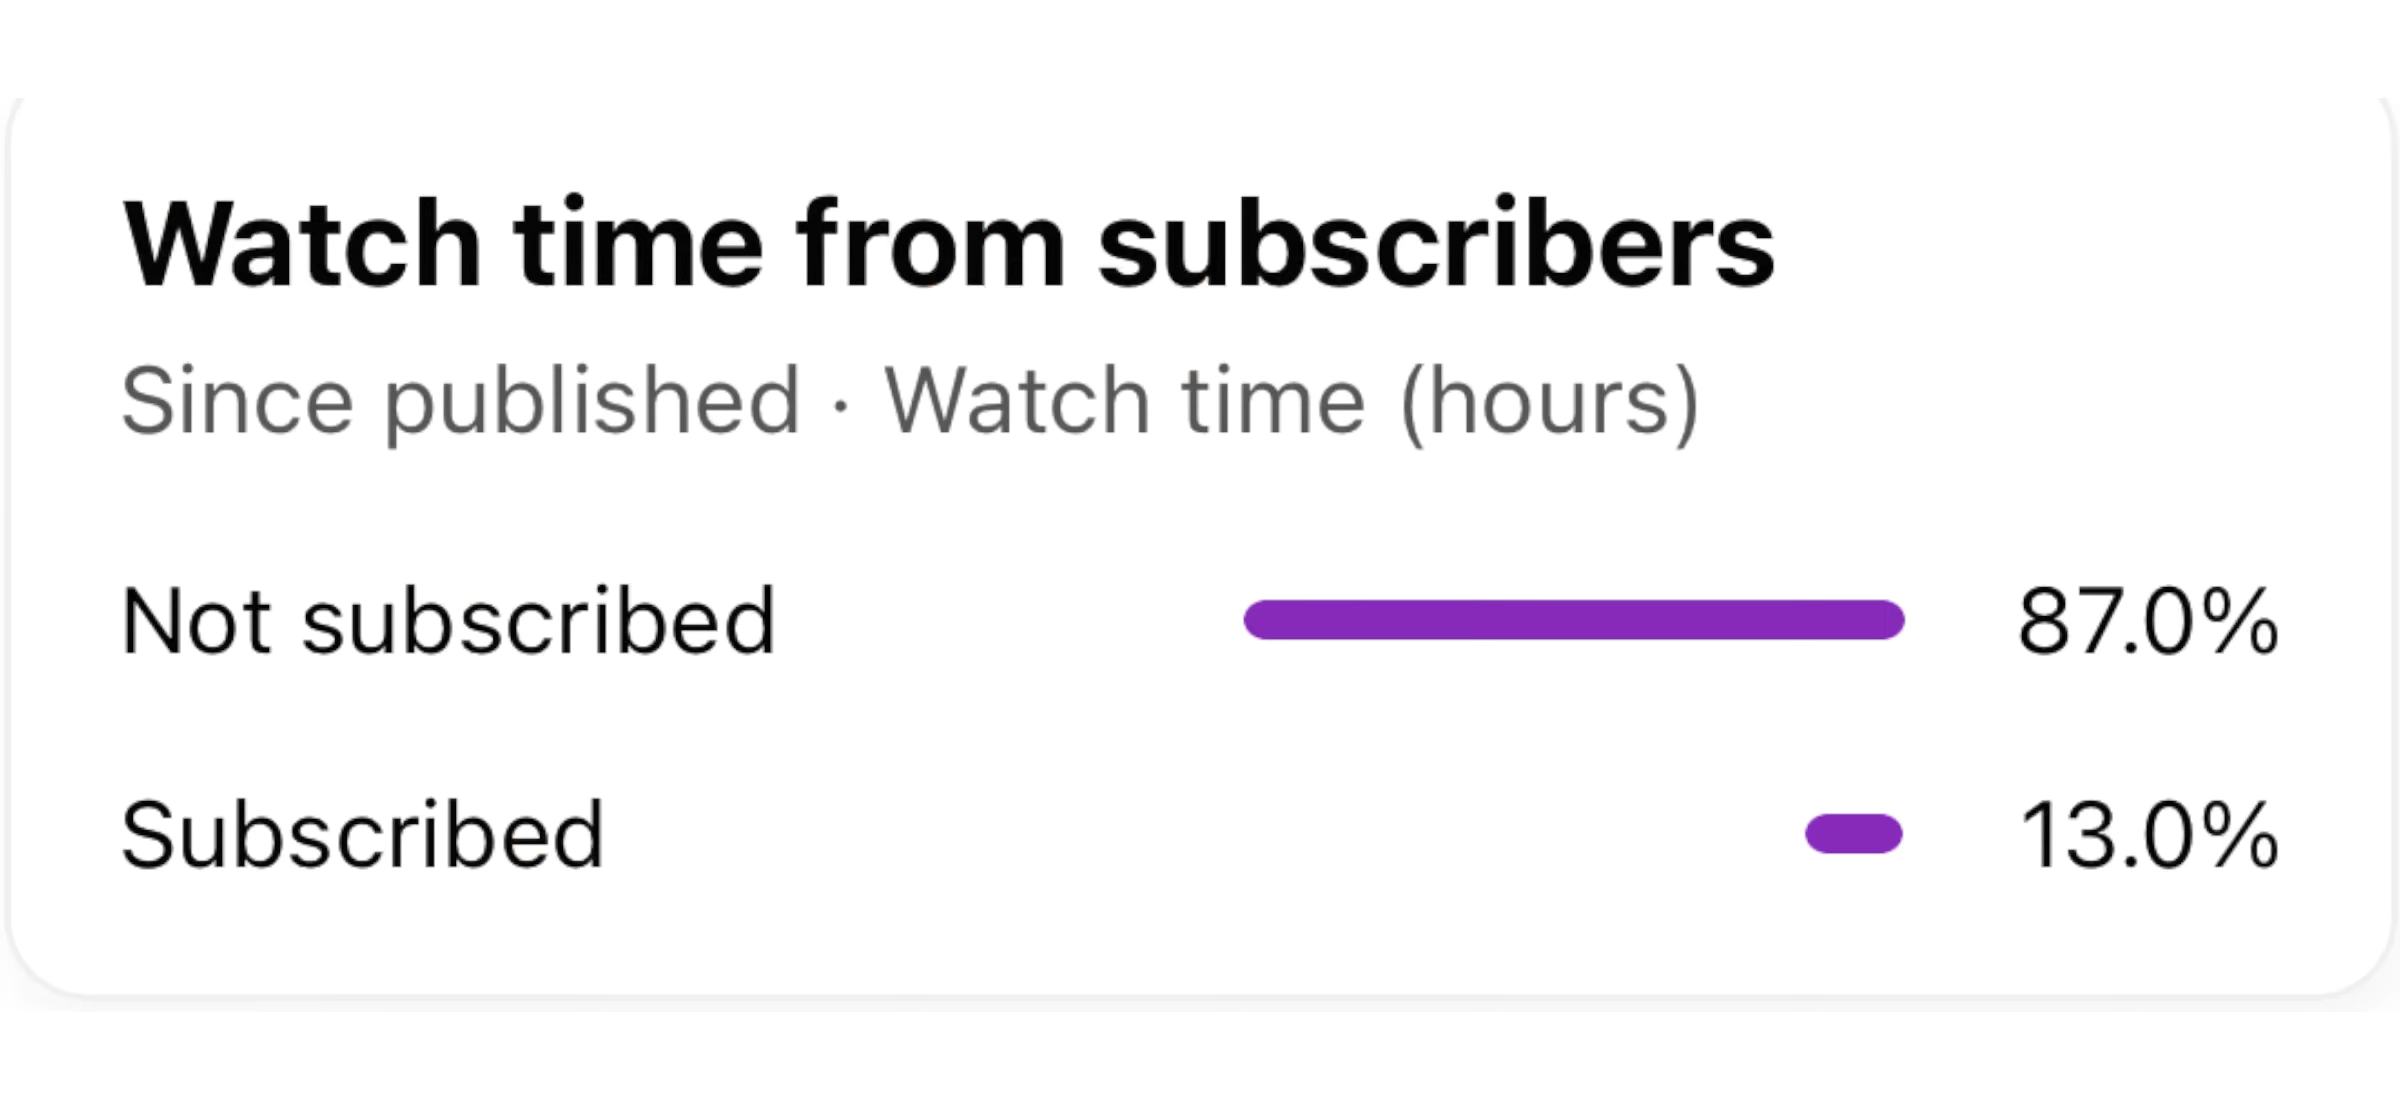 Watch time from subscribers
Since published · Watch time (hours)
Not subscribed 87.0%
Subscribed 13.0%